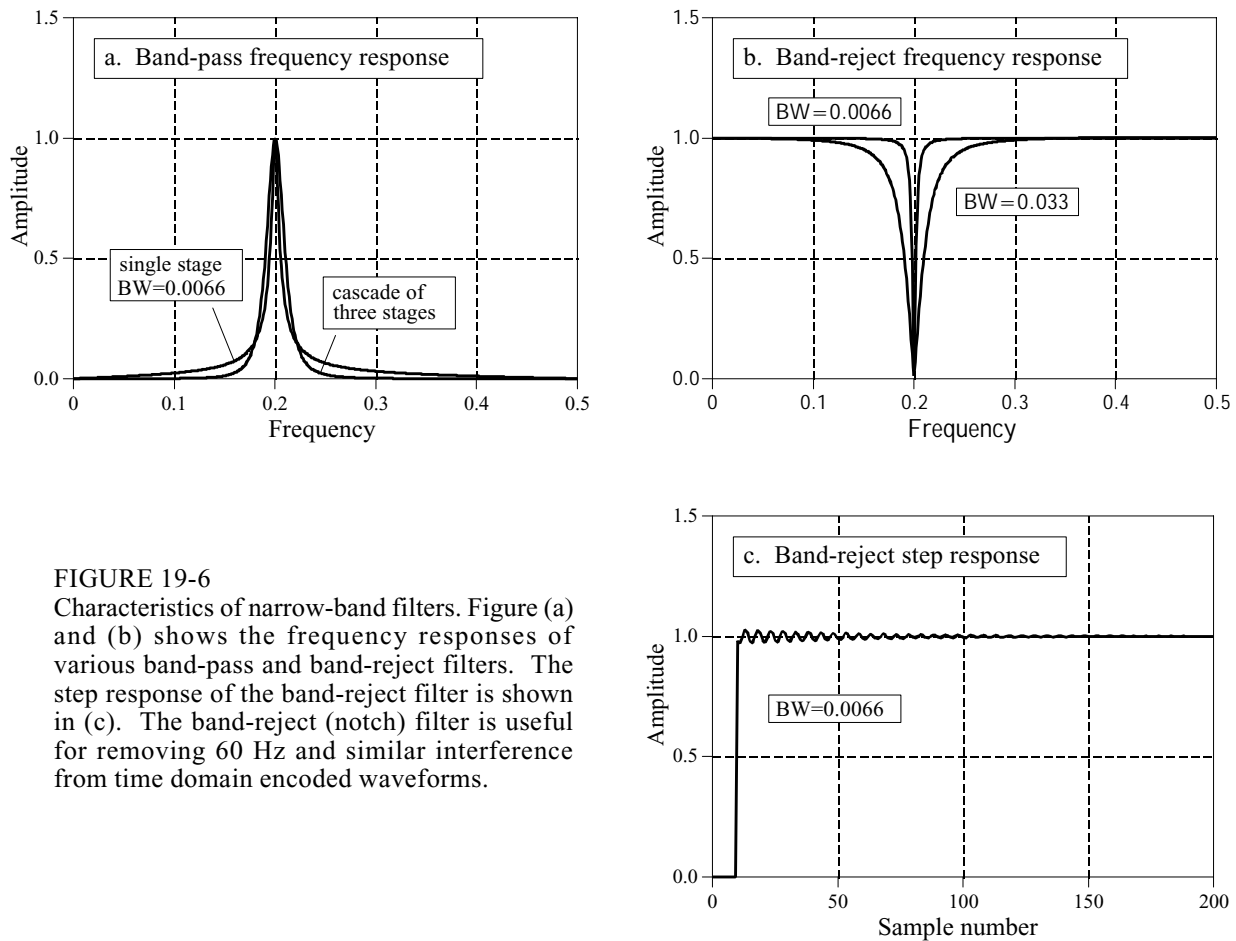 1.5
a. Band-pass frequency response
1.0
Amplitude
0.5
single stage
BW=0.0066
cascade of
three stages
0.0
0 0.1 0.2 0.3 0.4 0.5
Frequency
1.5
b. Band-reject frequency response
BW=0.0066
1.0
Amplitude
BW=0.033
0.5
0.0
0 0.1 0.2 0.3 0.4 0.5
Frequency
FIGURE 19-6
Characteristics of narrow-band filters. Figure (a)
and (b) shows the frequency responses of
various band-pass and band-reject filters. The
step response of the band-reject filter is shown
in (c). The band-reject (notch) filter is useful
for removing 60 Hz and similar interference
from time domain encoded waveforms.
1.5
c. Band-reject step response
1.0
Amplitude
BW=0.0066
0.5
0.0
0 50 100 150 200
Sample number